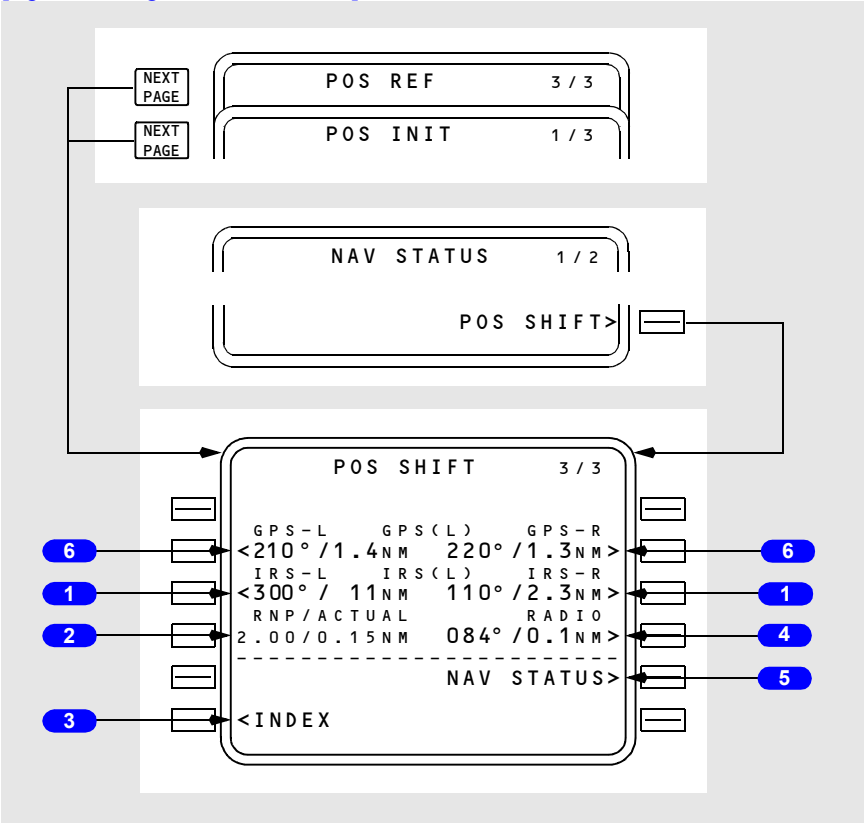 NEXT PAGE
POS REF 3/3
NEXT PAGE
POS INIT 1/3
NAV STATUS 1/2
POS SHIFT>
POS SHIFT 3/3
GPS-L GPS(L) GPS-R
6 <210°/1.4NM 220°/1.3NM> 6
IRS-L IRS(L) IRS-R
1 <300°/ 11NM 110°/2.3NM> 1
RNP/ACTUAL RADIO
2 2.00/0.15NM 084°/0.1NM> 4
---------------------------
NAV STATUS> 5
3 <INDEX